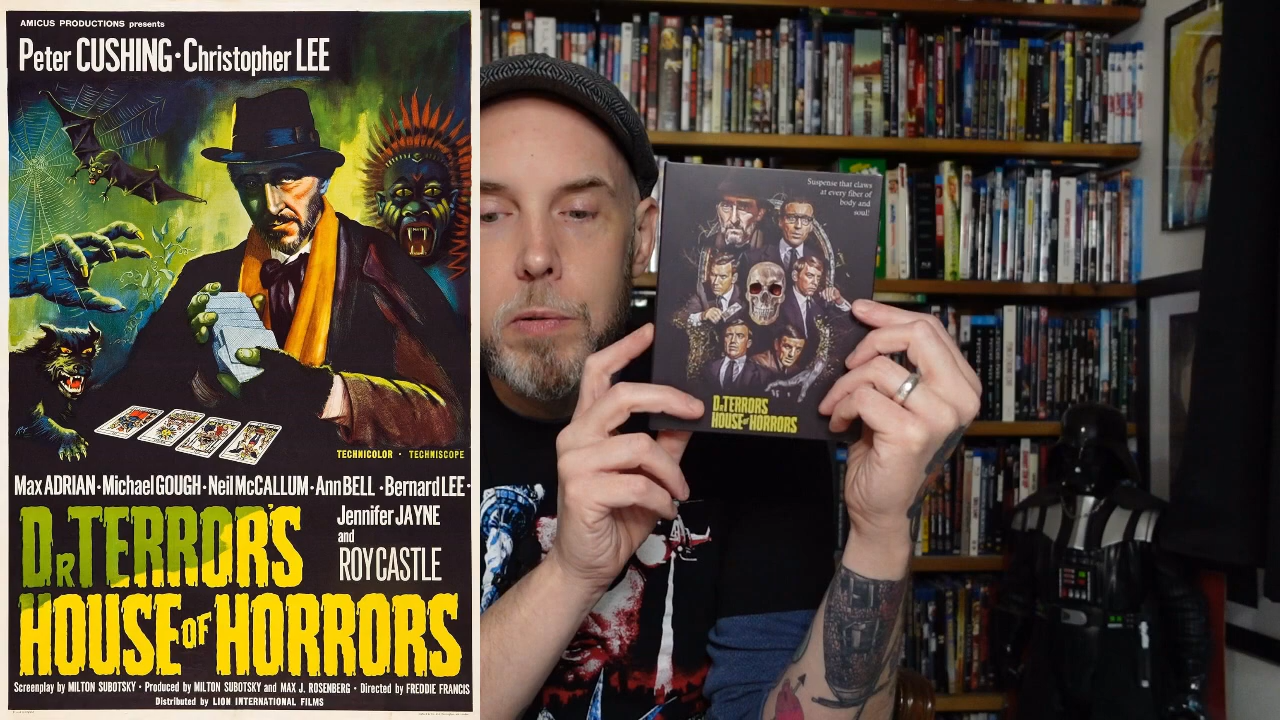 AMICUS PRODUCTIONS presents
Peter CUSHING · Christopher LEE
TECHNICOLOR · TECHNISCOPE
Max ADRIAN · Michael GOUGH · Neil McCALLUM · Ann BELL · Bernard LEE ·
Jennifer JAYNE
and
ROY CASTLE
DR TERROR'S
HOUSE OF HORRORS
Screenplay by MILTON SUBOTSKY · Produced by MILTON SUBOTSKY and MAX J. ROSENBERG · Directed by FREDDIE FRANCIS
Distributed by LION INTERNATIONAL FILMS
Suspense that claws
at every fiber of
body and
soul!
DR TERRORS
HOUSE OF HORRORS